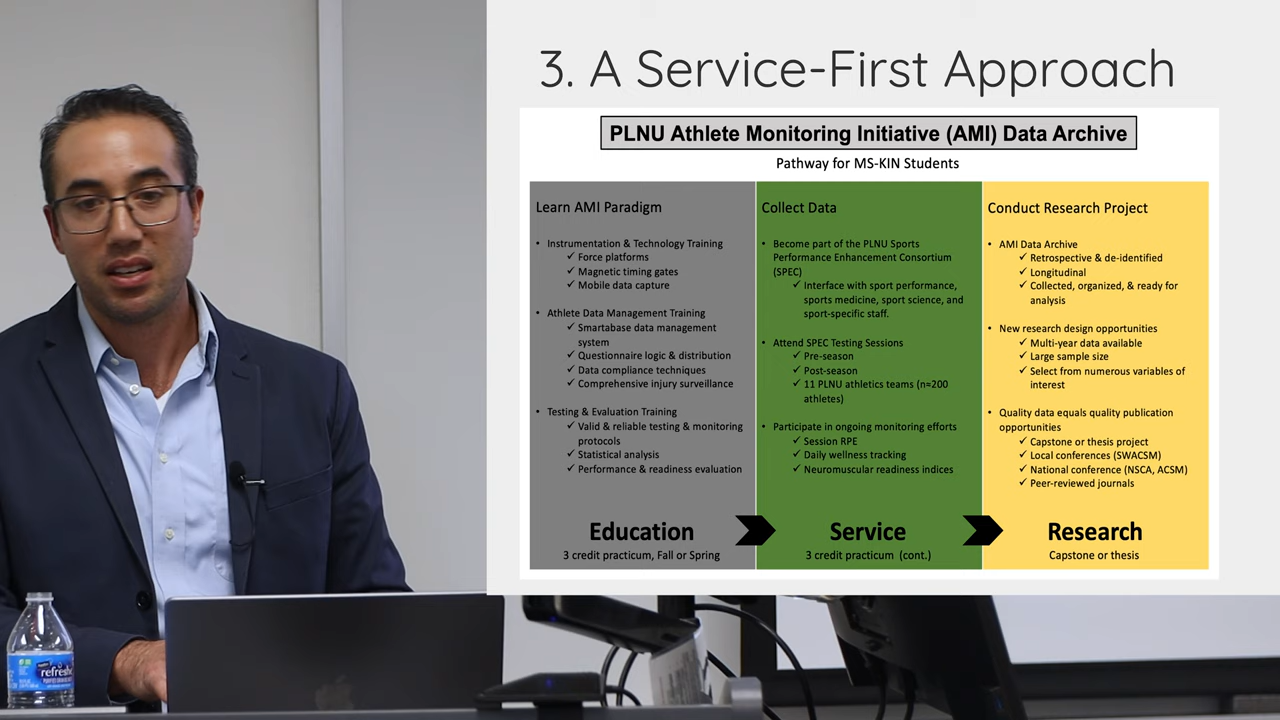 3. A Service-First Approach
PLNU Athlete Monitoring Initiative (AMI) Data Archive
Pathway for MS-KIN Students
Learn AMI Paradigm
• Instrumentation & Technology Training
✓ Force platforms
✓ Magnetic timing gates
✓ Mobile data capture
• Athlete Data Management Training
✓ Smartabase data management
system
✓ Questionnaire logic & distribution
✓ Data compliance techniques
✓ Comprehensive injury surveillance
• Testing & Evaluation Training
✓ Valid & reliable testing & monitoring
protocols
✓ Statistical analysis
✓ Performance & readiness evaluation
Education
3 credit practicum, Fall or Spring
Collect Data
• Become part of the PLNU Sports
Performance Enhancement Consortium
(SPEC)
✓ Interface with sport performance,
sports medicine, sport science, and
sport-specific staff.
• Attend SPEC Testing Sessions
✓ Pre-season
✓ Post-season
✓ 11 PLNU athletics teams (n≈200
athletes)
• Participate in ongoing monitoring efforts
✓ Session RPE
✓ Daily wellness tracking
✓ Neuromuscular readiness indices
Service
3 credit practicum (cont.)
Conduct Research Project
• AMI Data Archive
✓ Retrospective & de-identified
✓ Longitudinal
✓ Collected, organized, & ready for
analysis
• New research design opportunities
✓ Multi-year data available
✓ Large sample size
✓ Select from numerous variables of
interest
• Quality data equals quality publication
opportunities
✓ Capstone or thesis project
✓ Local conferences (SWACSM)
✓ National conference (NSCA, ACSM)
✓ Peer-reviewed journals
Research
Capstone or thesis
refreshe